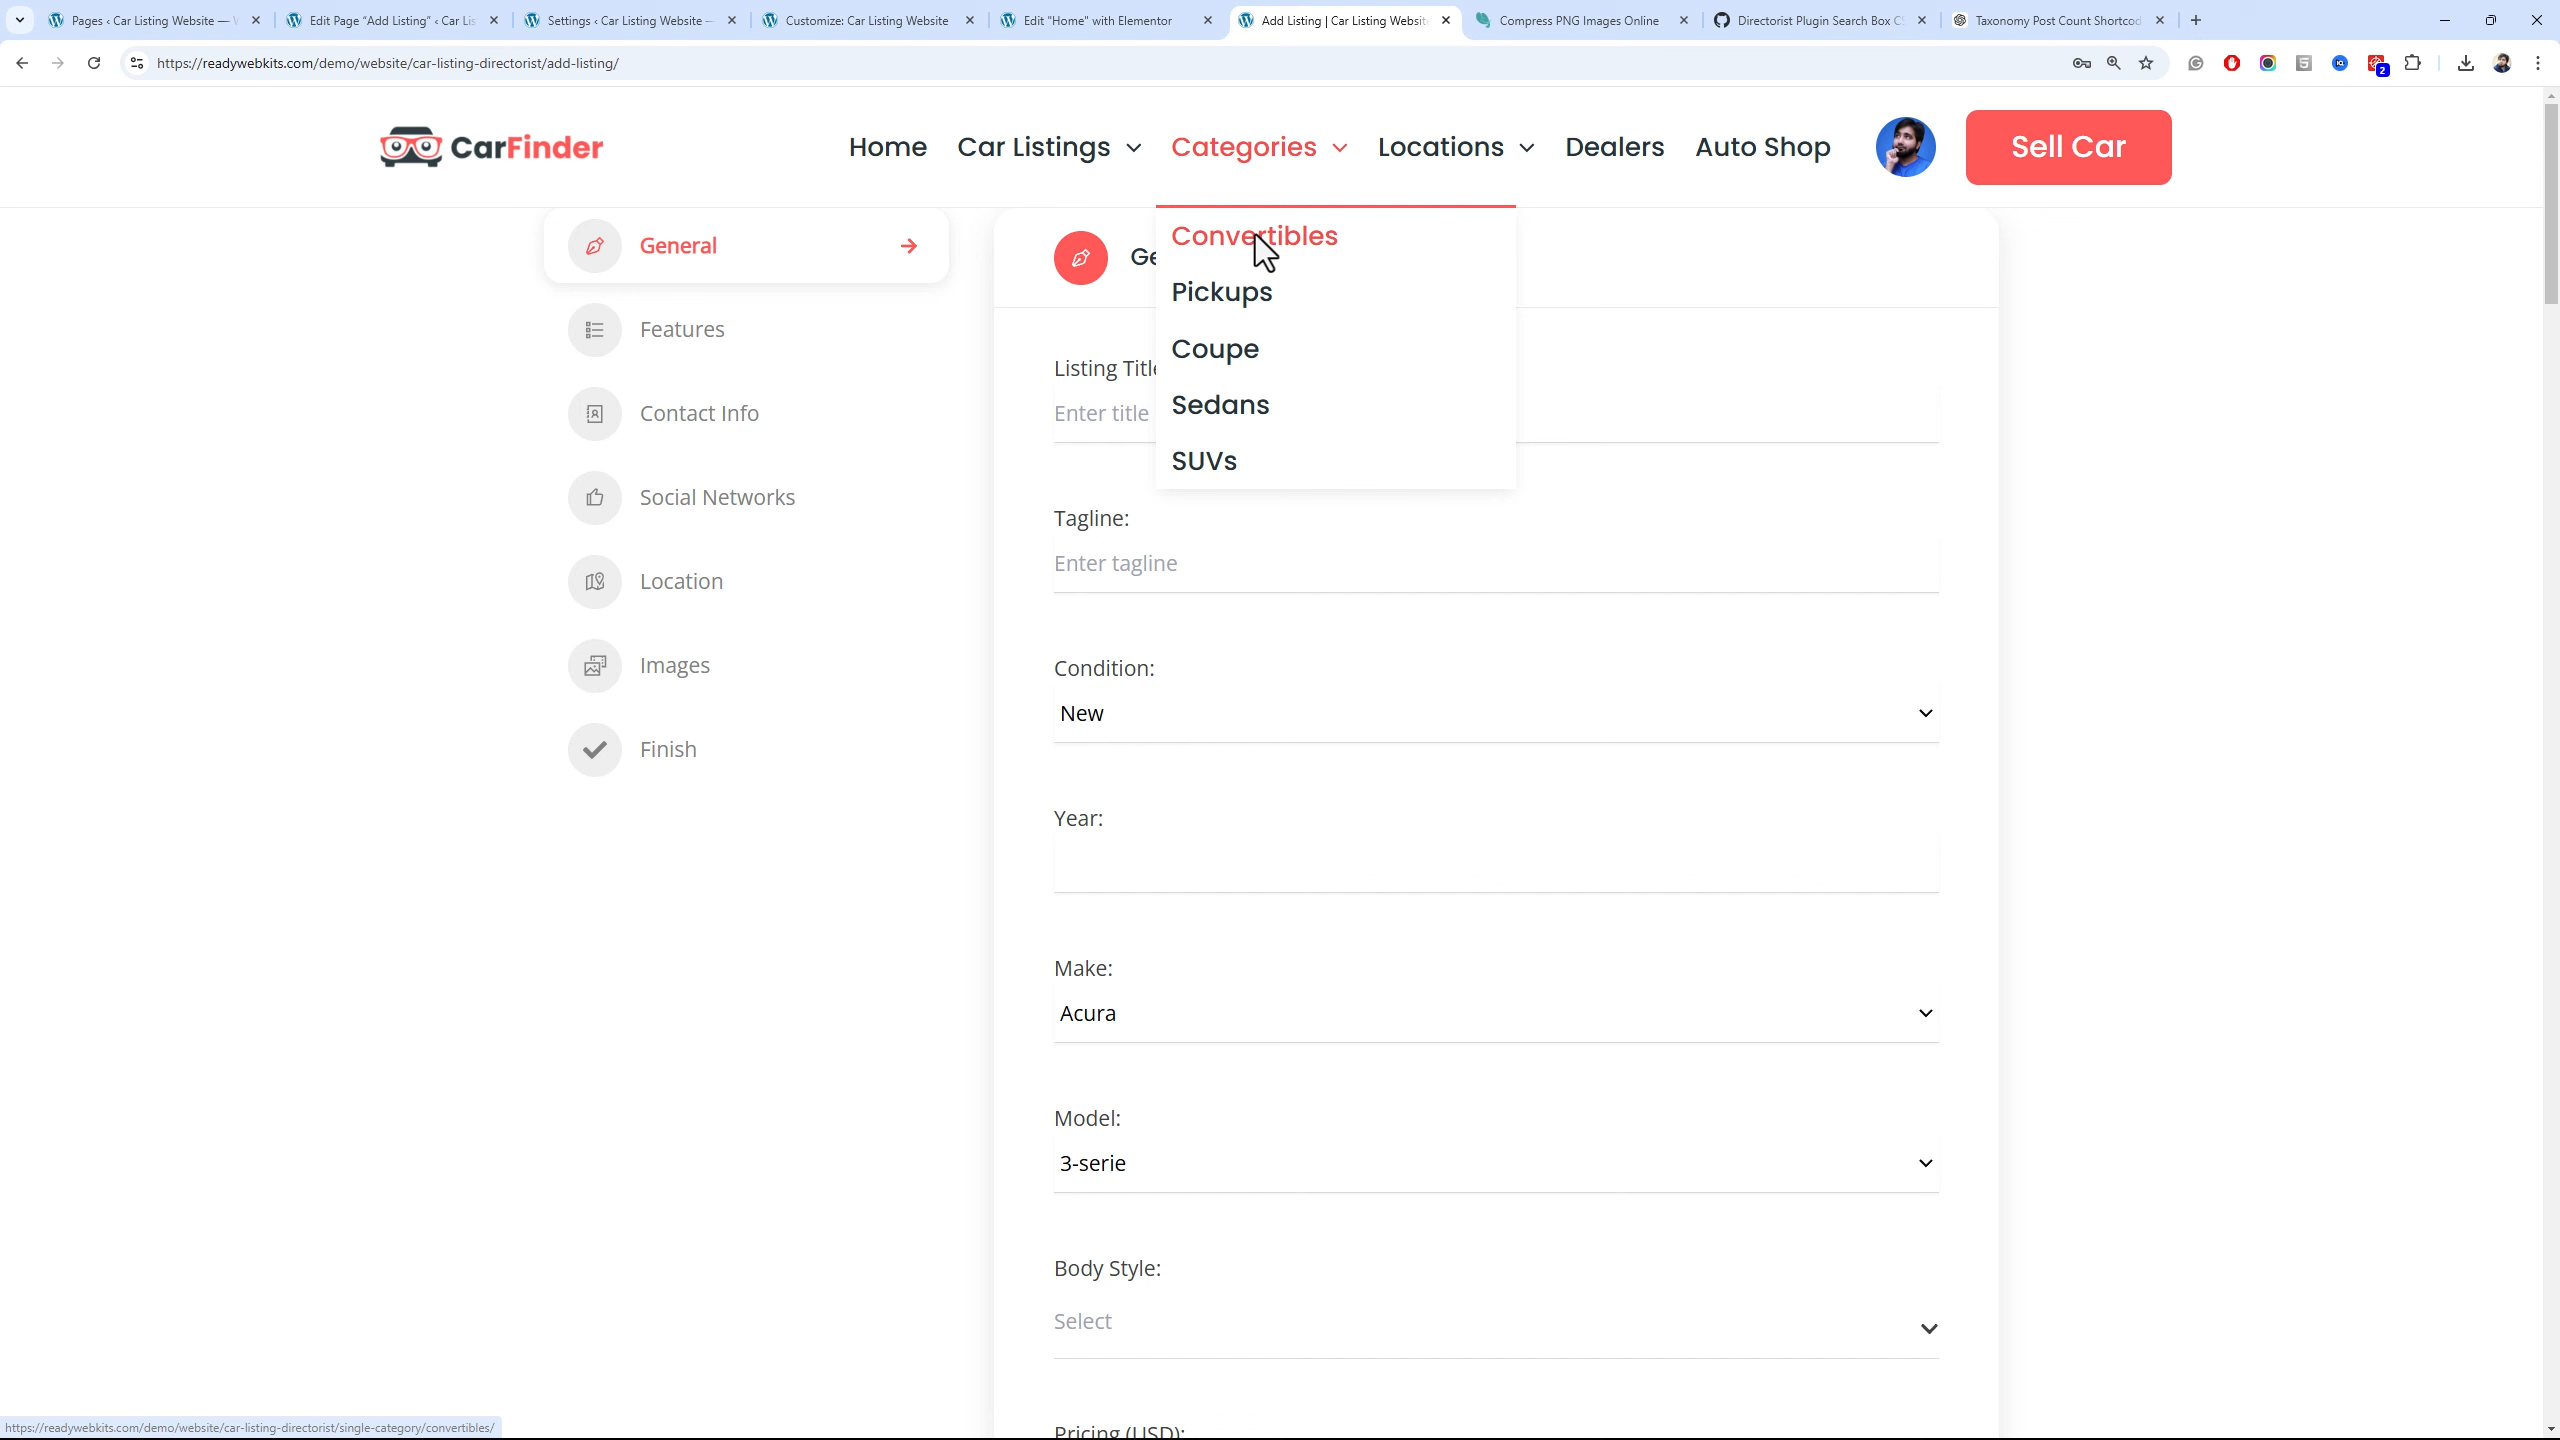 Pages ‹ Car Listing Website —
Edit Page “Add Listing” ‹ Car Lis
Settings ‹ Car Listing Website —
Customize: Car Listing Website
Edit "Home" with Elementor
Add Listing | Car Listing Websit
Compress PNG Images Online
Directorist Plugin Search Box CS
Taxonomy Post Count Shortcod
https://readywebkits.com/demo/website/car-listing-directorist/add-listing/
2
CarFinder
Home
Car Listings
Categories
Locations
Dealers
Auto Shop
Sell Car
Convertibles
Pickups
Coupe
Sedans
SUVs
General
Features
Contact Info
Social Networks
Location
Images
Finish
Ge
Listing Title
Enter title
Tagline:
Enter tagline
Condition:
New
Year:
Make:
Acura
Model:
3-serie
Body Style:
Select
Pricing (USD):
https://readywebkits.com/demo/website/car-listing-directorist/single-category/convertibles/